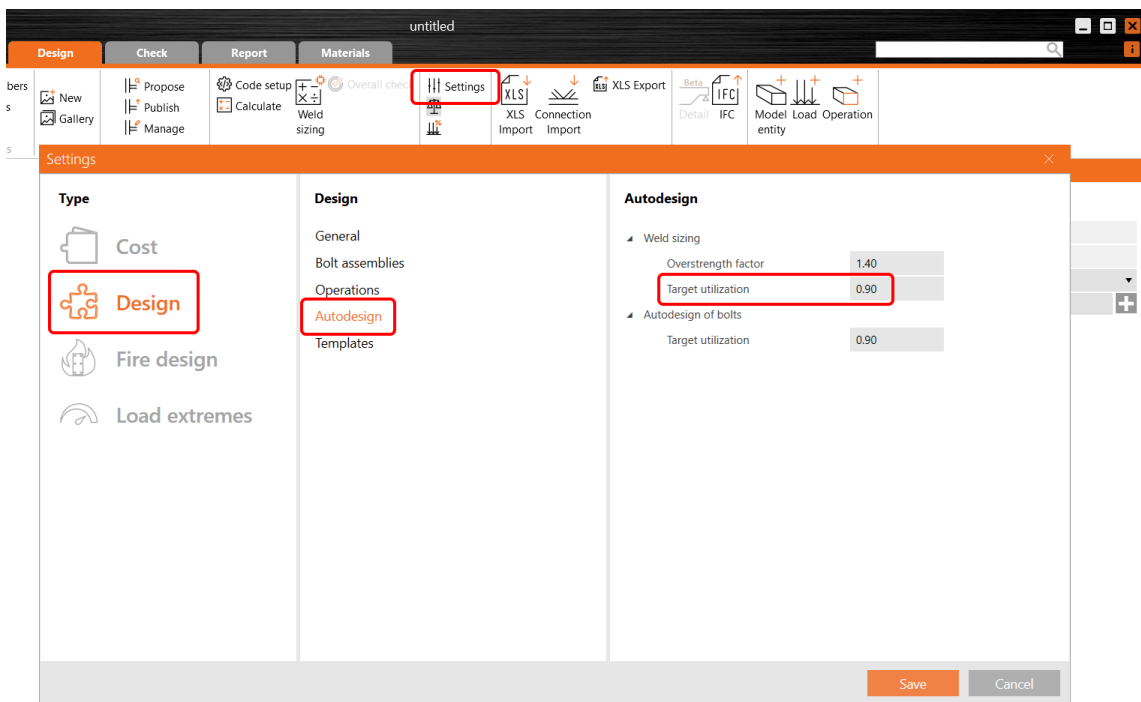 untitled
Design Check Report Materials
i
bers
s
New
Gallery
Propose
Publish
Manage
Code setup
Calculate
Weld
sizing
Overall chec
Settings
XLS
XLS
Import
Connection
Import
XLS
XLS Export
Beta
Detail
IFC
IFC
Model
entity
Load
Operation
s
Settings
Type
Cost
Design
Fire design
Load extremes
Design
General
Bolt assemblies
Operations
Autodesign
Templates
Autodesign
Weld sizing
Overstrength factor 1.40
Target utilization 0.90
Autodesign of bolts
Target utilization 0.90
Save Cancel